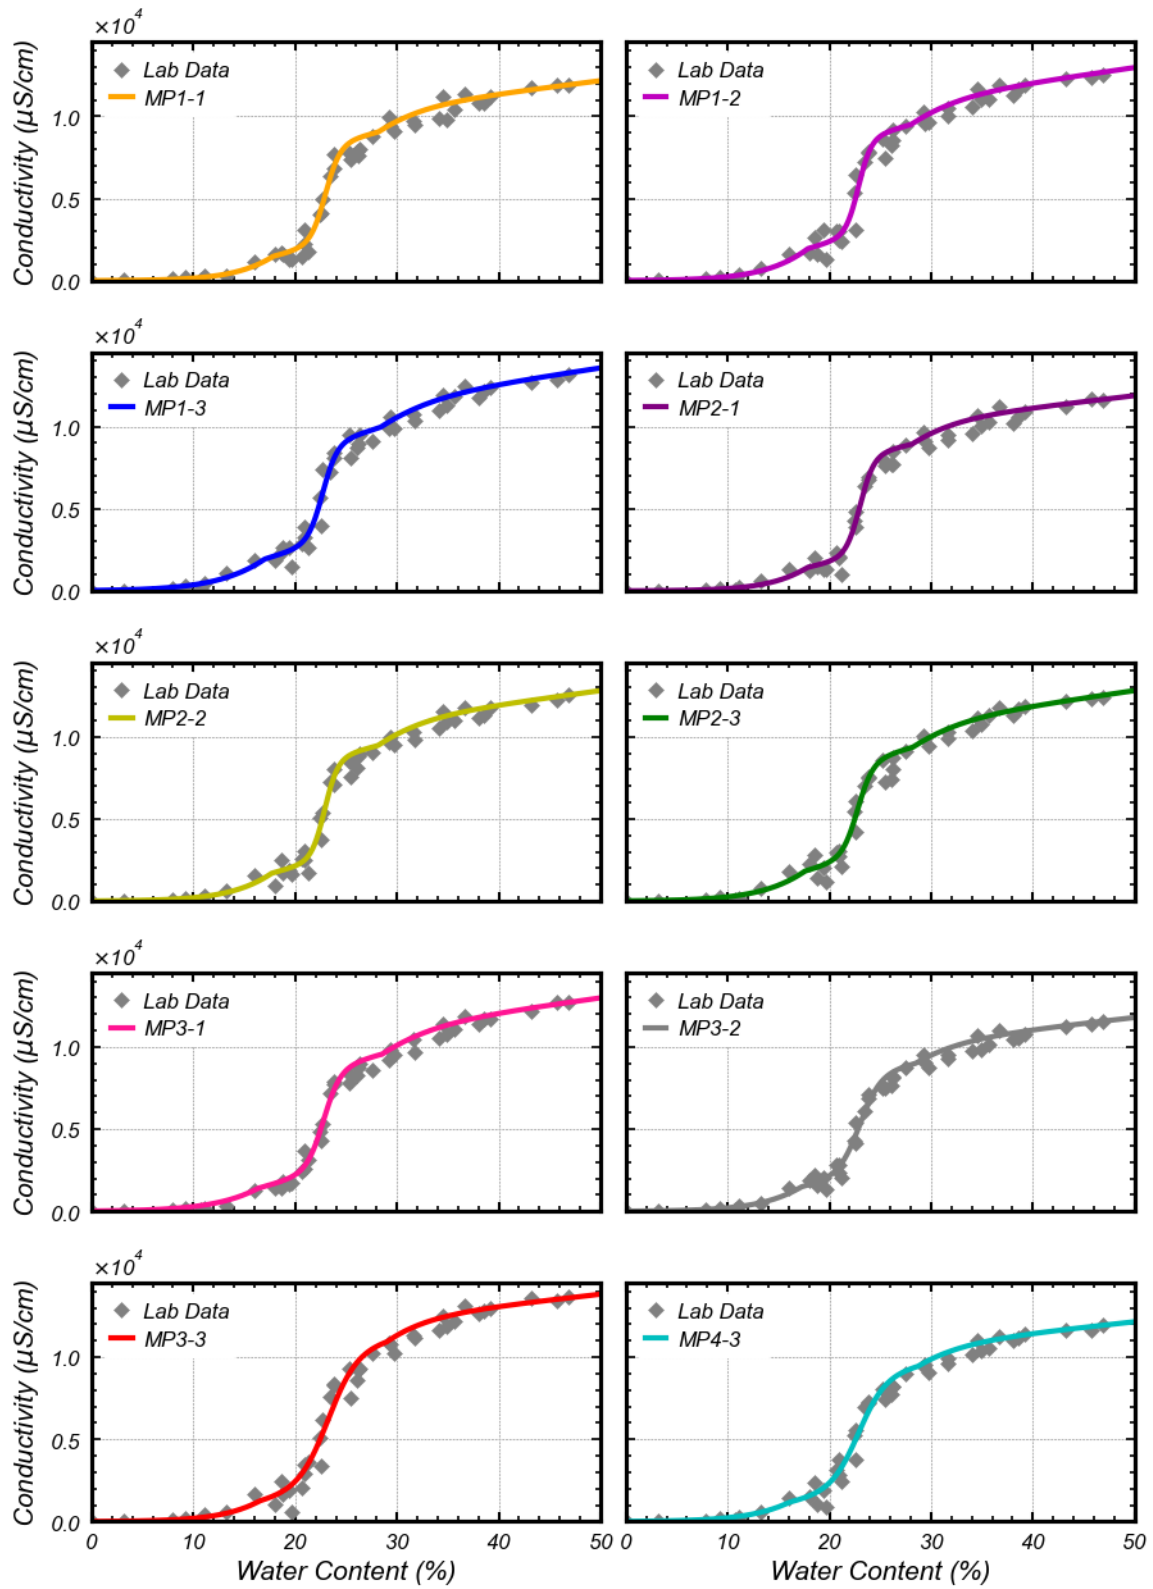 ×10⁴
Conductivity (µS/cm)
1.0
0.5
0.0
Lab Data
MP1-1
Lab Data
MP1-2
×10⁴
Conductivity (µS/cm)
1.0
0.5
0.0
Lab Data
MP1-3
Lab Data
MP2-1
×10⁴
Conductivity (µS/cm)
1.0
0.5
0.0
Lab Data
MP2-2
Lab Data
MP2-3
×10⁴
Conductivity (µS/cm)
1.0
0.5
0.0
Lab Data
MP3-1
Lab Data
MP3-2
×10⁴
Conductivity (µS/cm)
1.0
0.5
0.0
Lab Data
MP3-3
Lab Data
MP4-3
0 10 20 30 40 50
0 10 20 30 40 50
Water Content (%)
Water Content (%)